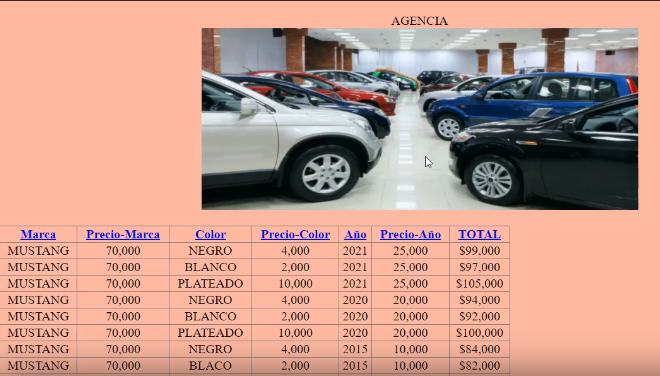 AGENCIA
Marca Precio-Marca Color Precio-Color Año Precio-Año TOTAL
MUSTANG 70,000 NEGRO 4,000 2021 25,000 $99,000
MUSTANG 70,000 BLANCO 2,000 2021 25,000 $97,000
MUSTANG 70,000 PLATEADO 10,000 2021 25,000 $105,000
MUSTANG 70,000 NEGRO 4,000 2020 20,000 $94,000
MUSTANG 70,000 BLANCO 2,000 2020 20,000 $92,000
MUSTANG 70,000 PLATEADO 10,000 2020 20,000 $100,000
MUSTANG 70,000 NEGRO 4,000 2015 10,000 $84,000
MUSTANG 70,000 BLACO 2,000 2015 10,000 $82,000